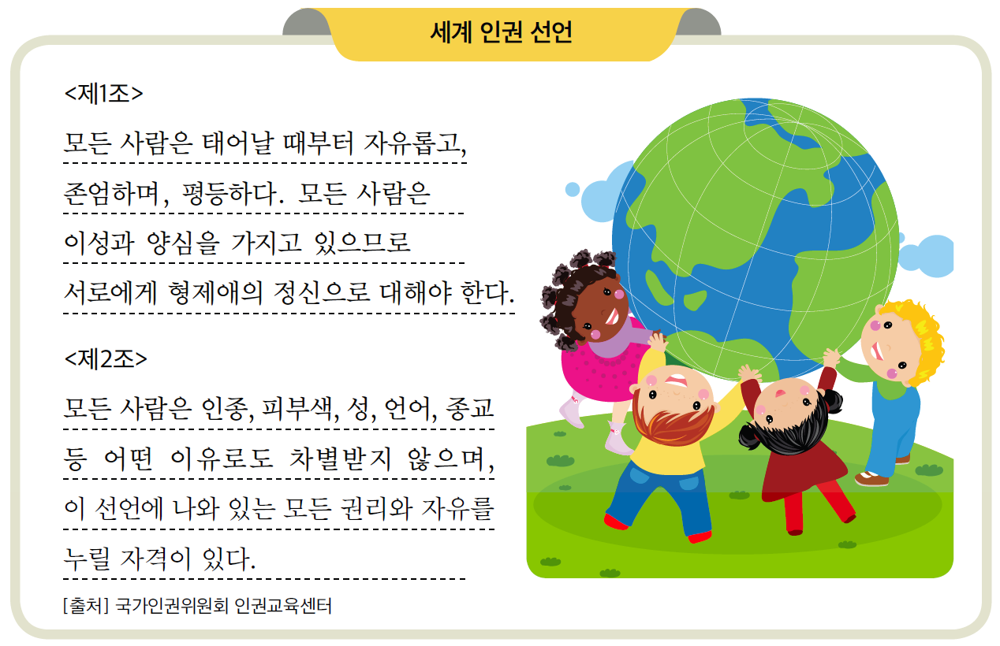 세계 인권 선언
<제1조>
모든 사람은 태어날 때부터 자유롭고,
존엄하며, 평등하다. 모든 사람은
이성과 양심을 가지고 있으므로
서로에게 형제애의 정신으로 대해야 한다.
<제2조>
모든 사람은 인종, 피부색, 성, 언어, 종교
등 어떤 이유로도 차별받지 않으며,
이 선언에 나와 있는 모든 권리와 자유를
누릴 자격이 있다.
[출처] 국가인권위원회 인권교육센터